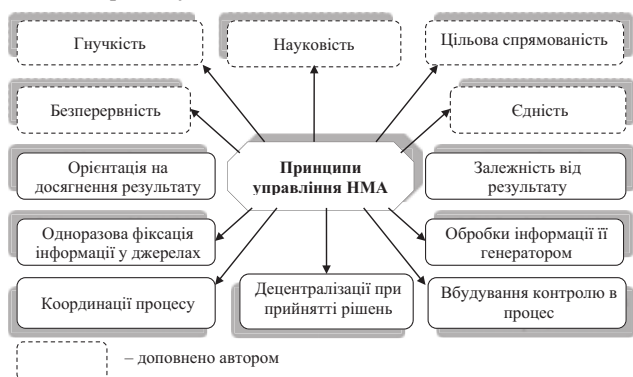 Гнучкість
Науковість
Цільова спрямованість
Безперервність
Єдність
Принципи
управління НМА
Орієнтація на
досягнення результату
Залежність від
результату
Одноразова фіксація
інформації у джерелах
Обробки інформації її
генератором
Координації процесу
Децентралізації при
прийнятті рішень
Вбудування контролю в
процес
– доповнено автором